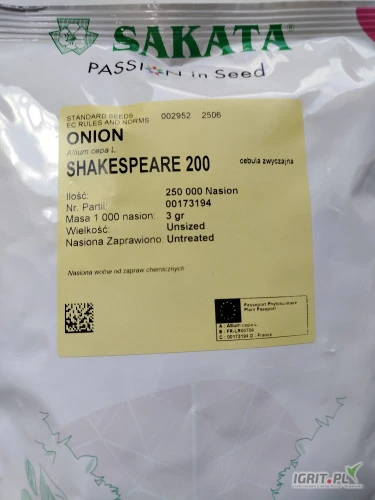 SAKATA®
PASSION in Seed
STANDARD SEEDS 002952 2506
EC RULES AND NORMS
ONION
Allium cepa L.
SHAKESPEARE 200 cebula zwyczajna
Ilość: 250 000 Nasion
Nr. Partii: 00173194
Masa 1 000 nasion: 3 gr
Wielkość: Unsized
Nasiona Zaprawiono: Untreated
Nasiona wolne od zapraw chemicznych
Passeport Phytosanitaire
Plant Passport
A : Allium cepa L.
C : 00173194 D : France
IGRIT.PL